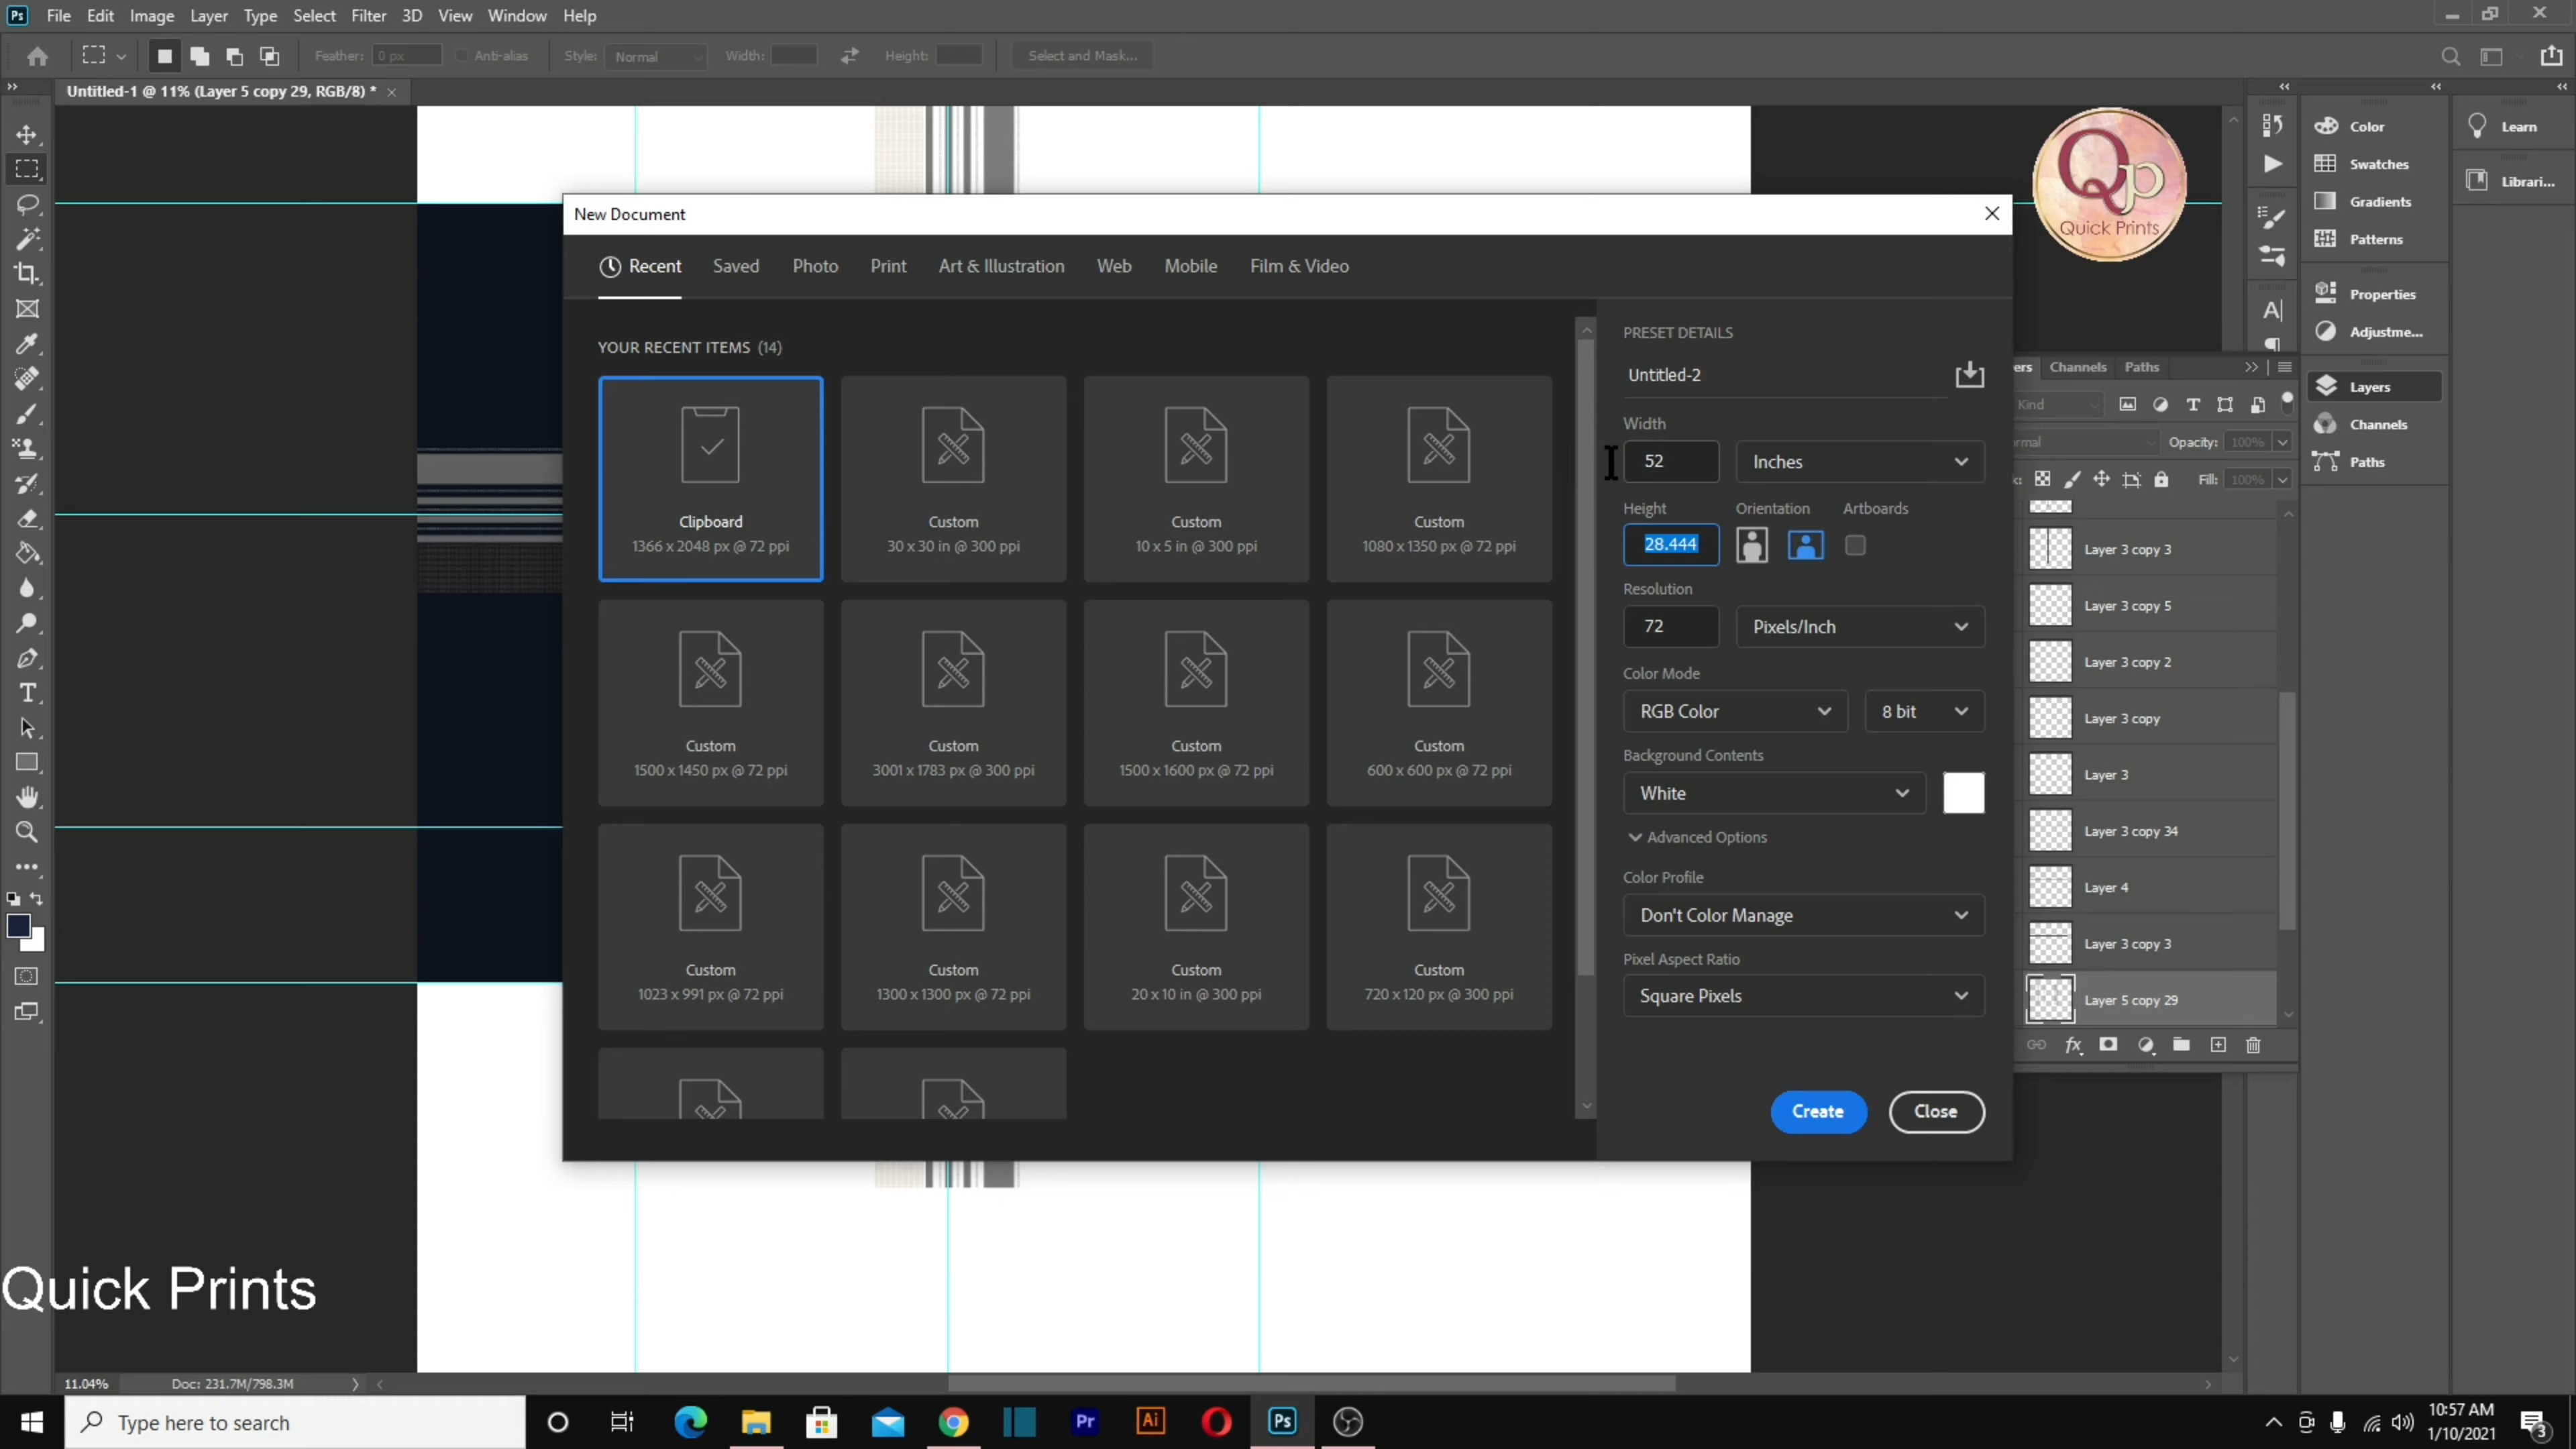 Ps File Edit Image Layer Type Select Filter 3D View Window Help
Feather: 0 px Anti-alias Style: Normal Width: Height: Select and Mask...
Untitled-1 @ 11% (Layer 5 copy 29, RGB/8) * ×
Qp
Quick Prints
Color
Swatches
Gradients
Patterns
Properties
Adjustme...
Layers
Channels
Paths
Learn
Librari...
New Document
Recent Saved Photo Print Art & Illustration Web Mobile Film & Video
YOUR RECENT ITEMS (14)
Clipboard
1366 x 2048 px @ 72 ppi
Custom
30 x 30 in @ 300 ppi
Custom
10 x 5 in @ 300 ppi
Custom
1080 x 1350 px @ 72 ppi
Custom
1500 x 1450 px @ 72 ppi
Custom
3001 x 1783 px @ 300 ppi
Custom
1500 x 1600 px @ 72 ppi
Custom
600 x 600 px @ 72 ppi
Custom
1023 x 991 px @ 72 ppi
Custom
1300 x 1300 px @ 72 ppi
Custom
20 x 10 in @ 300 ppi
Custom
720 x 120 px @ 300 ppi
PRESET DETAILS
Untitled-2
Width
52 Inches
Height Orientation Artboards
28.444
Resolution
72 Pixels/Inch
Color Mode
RGB Color 8 bit
Background Contents
White
Advanced Options
Color Profile
Don't Color Manage
Pixel Aspect Ratio
Square Pixels
Create Close
ers Channels Paths
Kind
rmal Opacity: 100%
Fill: 100%
Layer 3 copy 3
Layer 3 copy 5
Layer 3 copy 2
Layer 3 copy
Layer 3
Layer 3 copy 34
Layer 4
Layer 3 copy 3
Layer 5 copy 29
fx
Quick Prints
11.04% Doc: 231.7M/798.3M
Type here to search
Pr Ai Ps
10:57 AM
1/10/2021
3